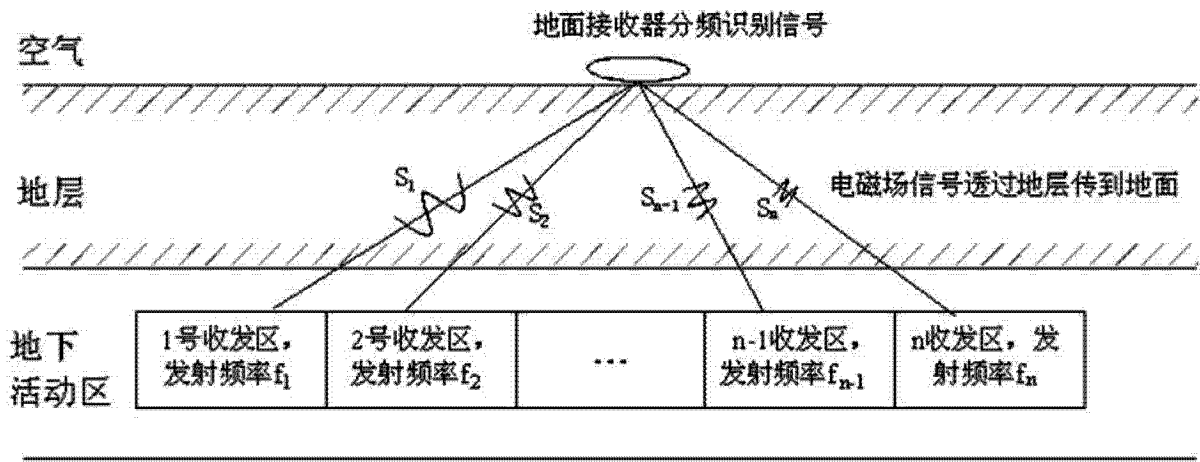 地面接收器分频识别信号
空气
地层
S1
S2
Sn-1
Sn
电磁场信号透过地层传到地面
地下
活动区
1号收发区,
发射频率f1
2号收发区,
发射频率f2
...
n-1收发区,
发射频率fn-1
n收发区,发
射频率fn